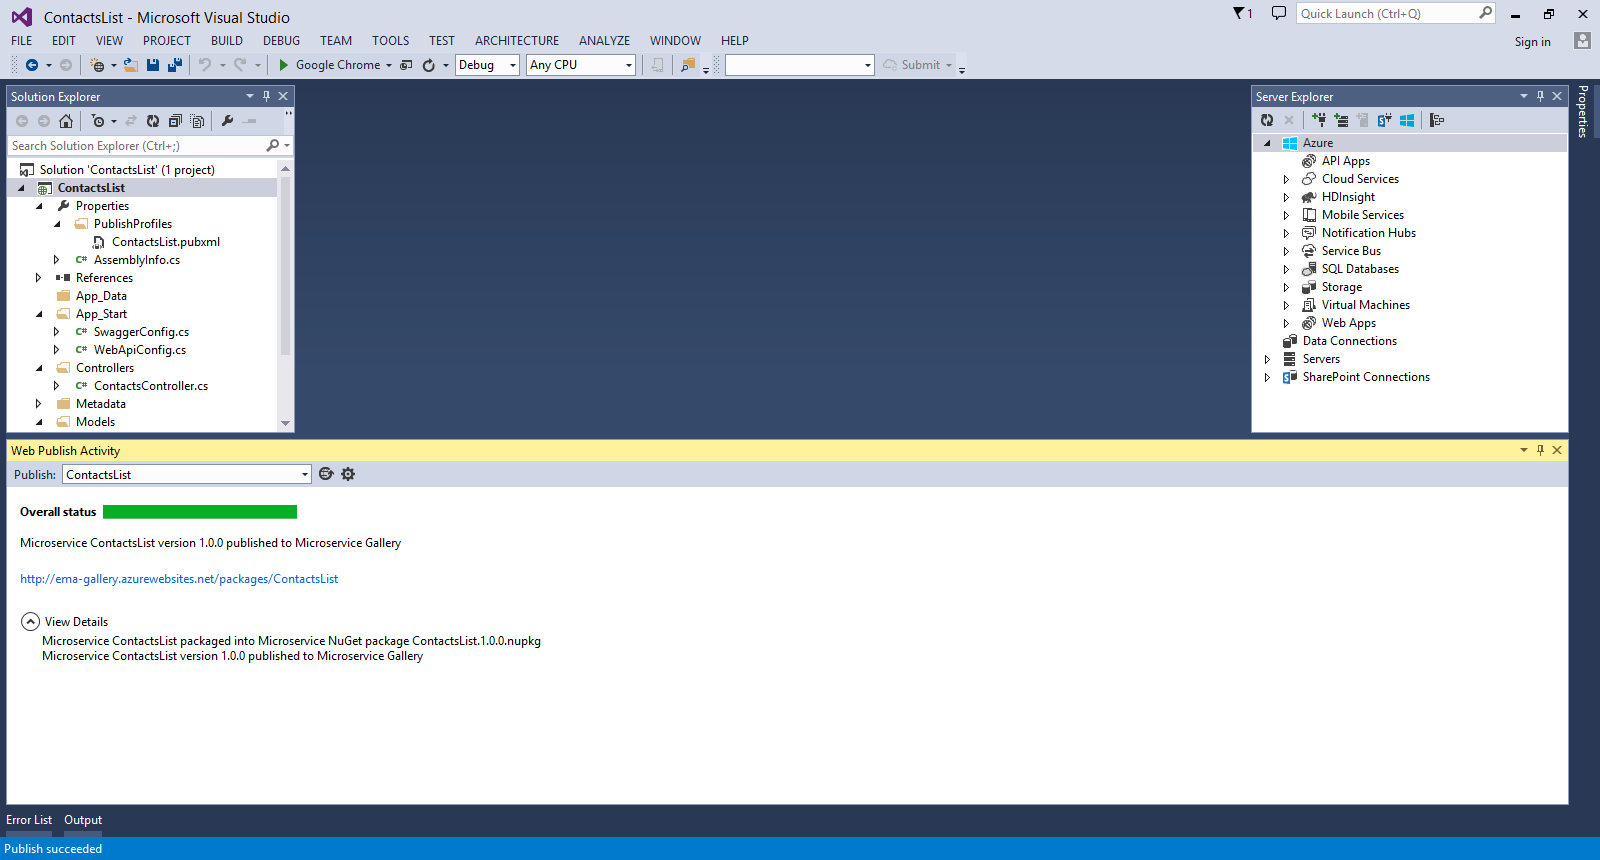 ContactsList - Microsoft Visual Studio
1
Quick Launch (Ctrl+Q)
FILE EDIT VIEW PROJECT BUILD DEBUG TEAM TOOLS TEST ARCHITECTURE ANALYZE WINDOW HELP
Sign in
Google Chrome Debug Any CPU Submit
Solution Explorer
Search Solution Explorer (Ctrl+;)
Solution 'ContactsList' (1 project)
ContactsList
Properties
PublishProfiles
ContactsList.pubxml
C# AssemblyInfo.cs
References
App_Data
App_Start
C# SwaggerConfig.cs
C# WebApiConfig.cs
Controllers
C# ContactsController.cs
Metadata
Models
Server Explorer
Azure
API Apps
Cloud Services
HDInsight
Mobile Services
Notification Hubs
Service Bus
SQL Databases
Storage
Virtual Machines
Web Apps
Data Connections
Servers
SharePoint Connections
Properties
Web Publish Activity
Publish: ContactsList
Overall status
Microservice ContactsList version 1.0.0 published to Microservice Gallery
http://ema-gallery.azurewebsites.net/packages/ContactsList
View Details
Microservice ContactsList packaged into Microservice NuGet package ContactsList.1.0.0.nupkg
Microservice ContactsList version 1.0.0 published to Microservice Gallery
Error List Output
Publish succeeded